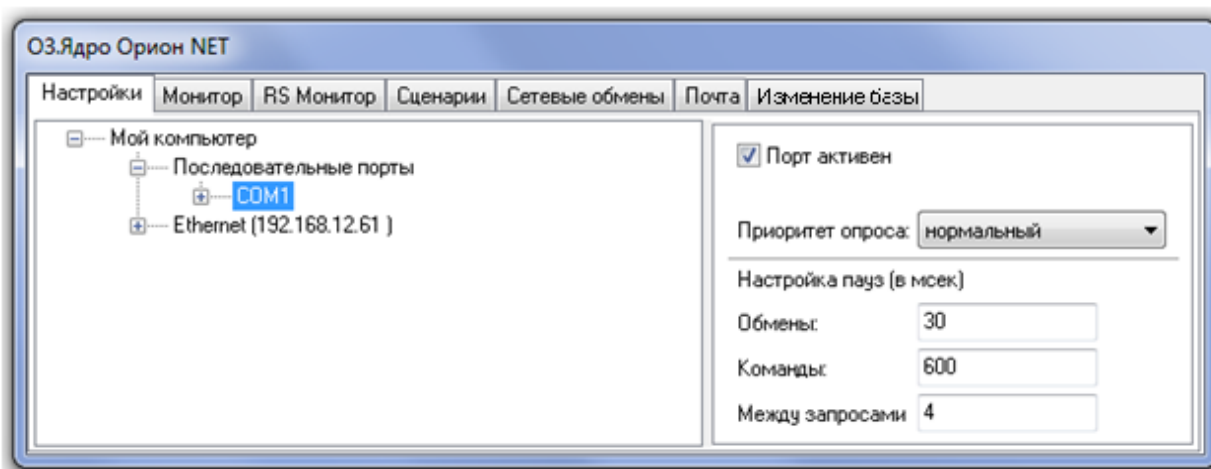 ОЗ.Ядро Орион NET
Настройки Монитор RS Монитор Сценарии Сетевые обмены Почта Изменение базы
Мой компьютер
Последовательные порты
COM1
Ethernet (192.168.12.61 )
Порт активен
Приоритет опроса: нормальный
Настройка пауз (в мсек)
Обмены: 30
Команды: 600
Между запросами 4